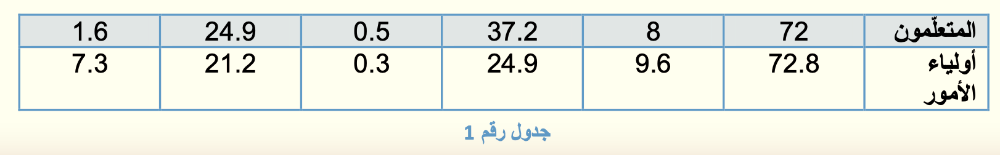 المتعلّمون 72 8 37.2 0.5 24.9 1.6
أولياء 72.8 9.6 24.9 0.3 21.2 7.3
الأمور
جدول رقم 1